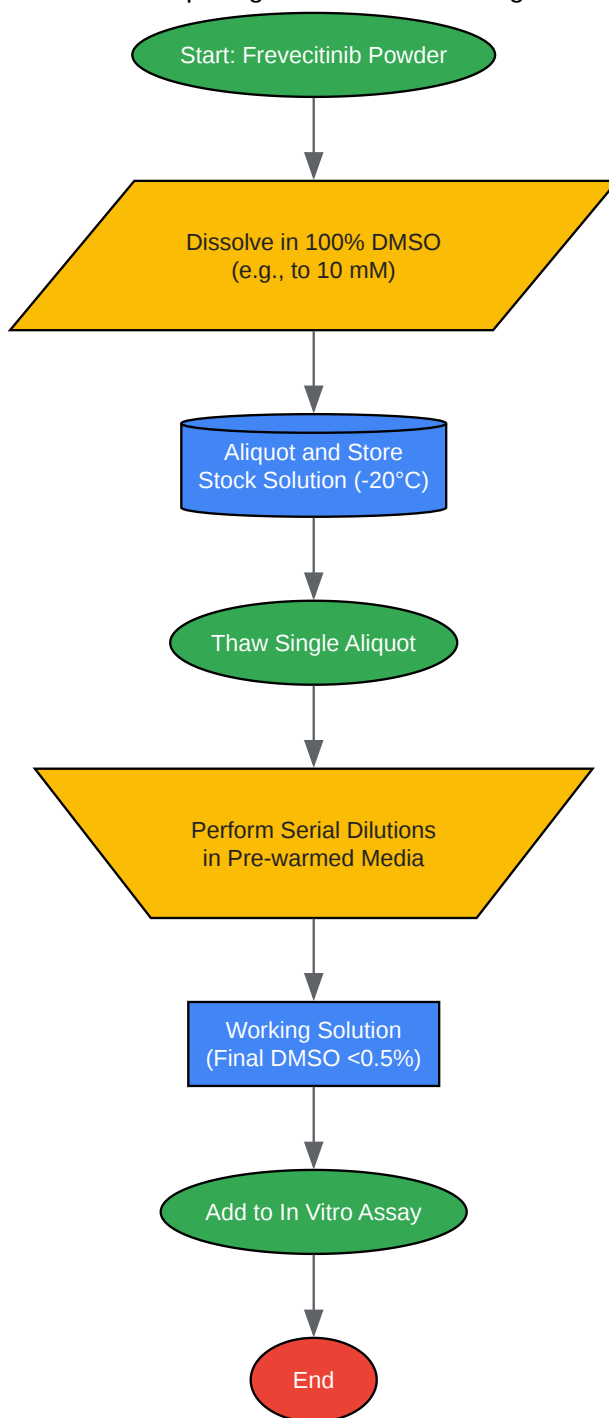 Start: Frevecitinib Powder
Dissolve in 100% DMSO
(e.g., to 10 mM)
Aliquot and Store
Stock Solution (-20°C)
Thaw Single Aliquot
Perform Serial Dilutions
in Pre-warmed Media
Working Solution
(Final DMSO <0.5%)
Add to In Vitro Assay
End